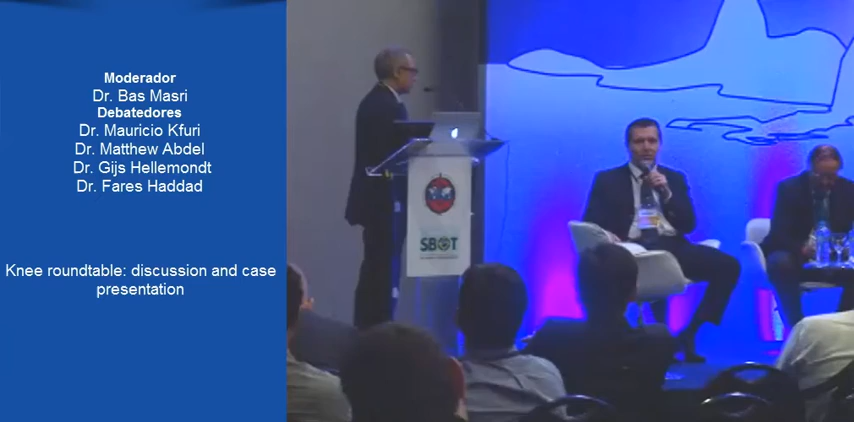 Moderador
Dr. Bas Masri
Debatedores
Dr. Mauricio Kfuri
Dr. Matthew Abdel
Dr. Gijs Hellemondt
Dr. Fares Haddad
Knee roundtable: discussion and case
presentation
SBOT